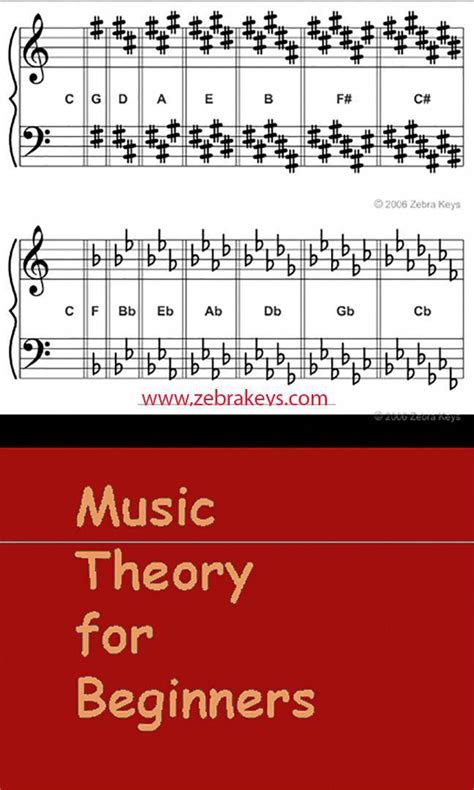 C G D A E B F# C#
© 2006 Zebra Keys
C F Bb Eb Ab Db Gb Cb
www.zebrakeys.com
© 2006 Zebra Keys
Music
Theory
for
Beginners